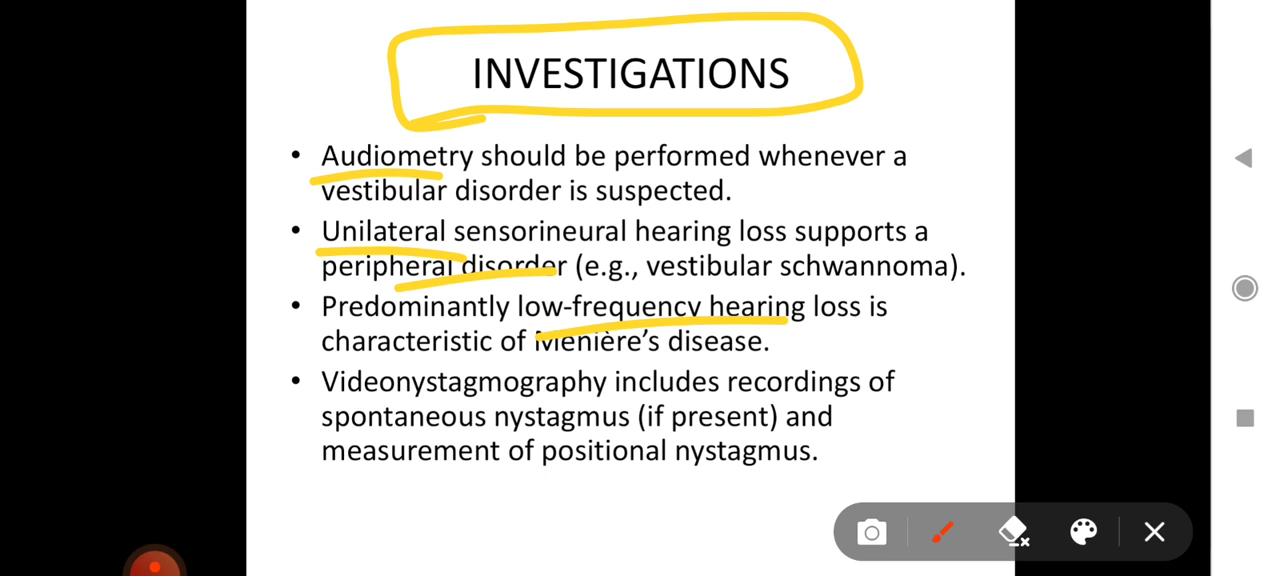 INVESTIGATIONS
• Audiometry should be performed whenever a
vestibular disorder is suspected.
• Unilateral sensorineural hearing loss supports a
peripheral disorder (e.g., vestibular schwannoma).
• Predominantly low-frequency hearing loss is
characteristic of Menière’s disease.
• Videonystagmography includes recordings of
spontaneous nystagmus (if present) and
measurement of positional nystagmus.